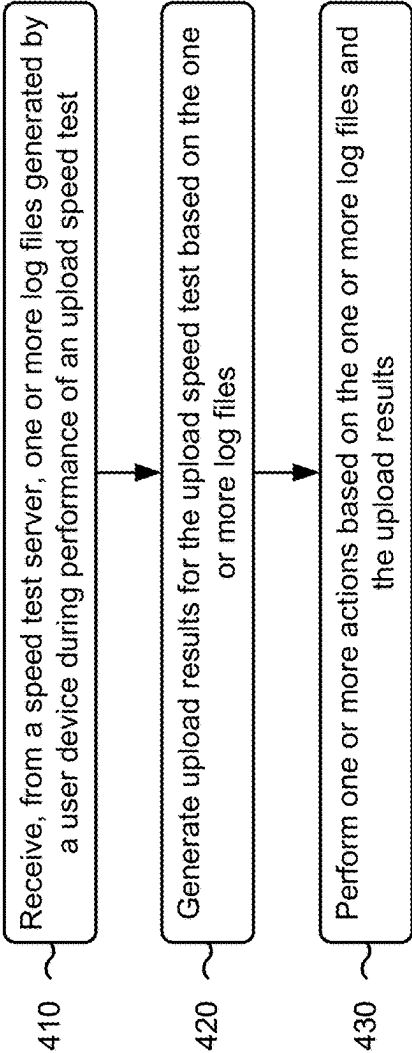 410
Receive, from a speed test server, one or more log files generated by
a user device during performance of an upload speed test
420
Generate upload results for the upload speed test based on the one
or more log files
430
Perform one or more actions based on the one or more log files and
the upload results